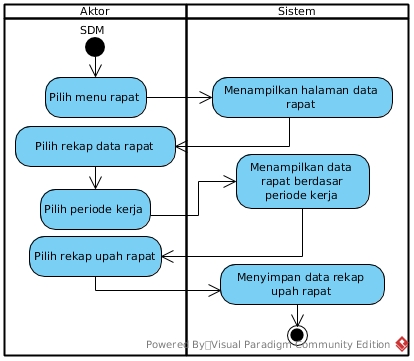 Aktor
Sistem
SDM
Pilih menu rapat
Menampilkan halaman data
rapat
Pilih rekap data rapat
Menampilkan data
rapat berdasar
periode kerja
Pilih periode kerja
Pilih rekap upah rapat
Menyimpan data rekap
upah rapat
Powered By Visual Paradigm Community Edition